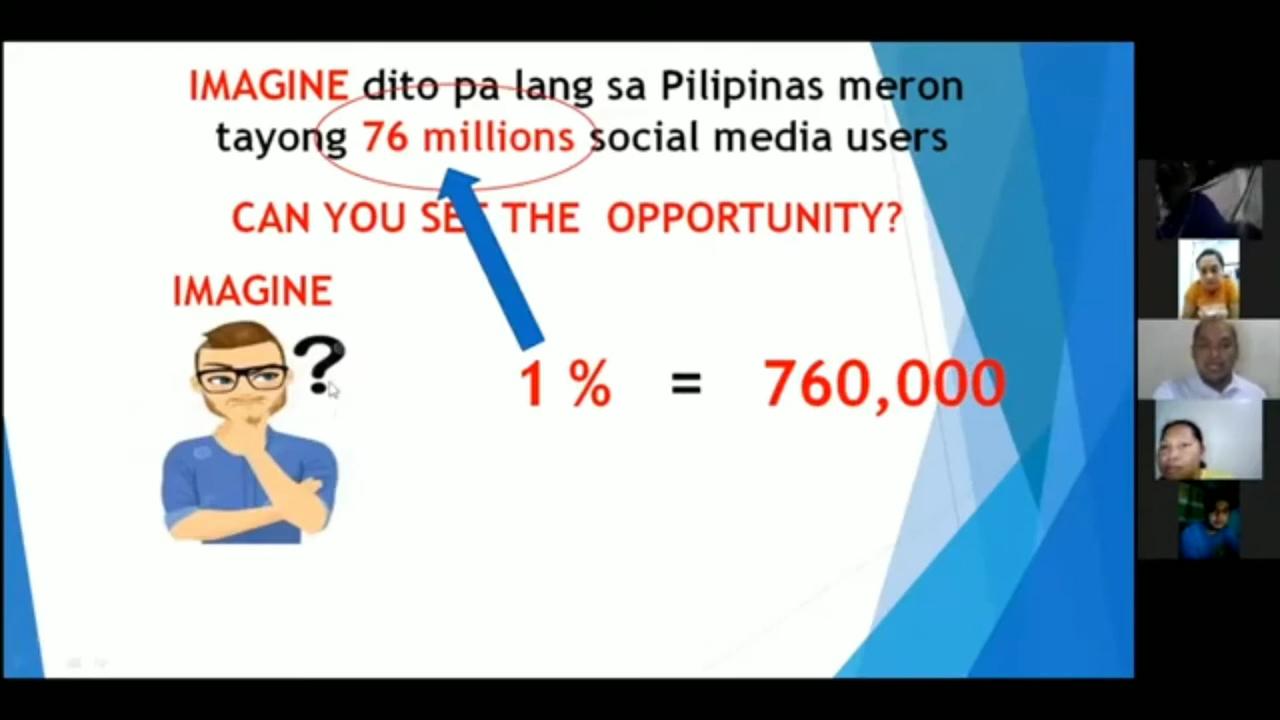 IMAGINE dito pa lang sa Pilipinas meron
tayong 76 millions social media users
CAN YOU SEE THE OPPORTUNITY?
IMAGINE
?
1 % = 760,000